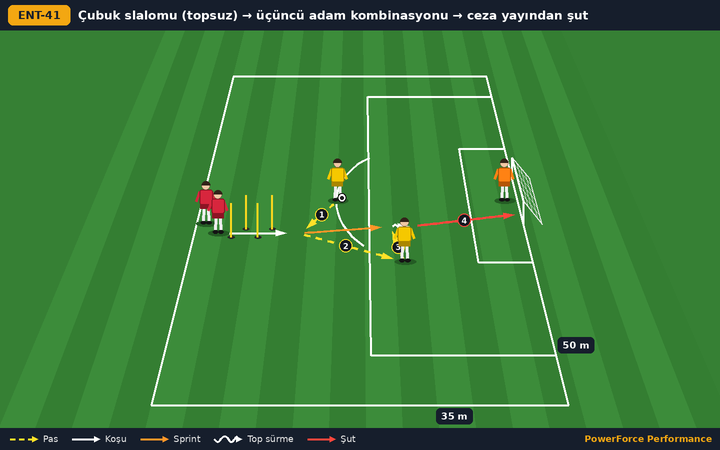 ENT-41 Çubuk slalomu (topsuz) → üçüncü adam kombinasyonu → ceza yayından şut
1
2
3
4
50 m
35 m
Pas Koşu Sprint Top sürme Şut PowerForce Performance